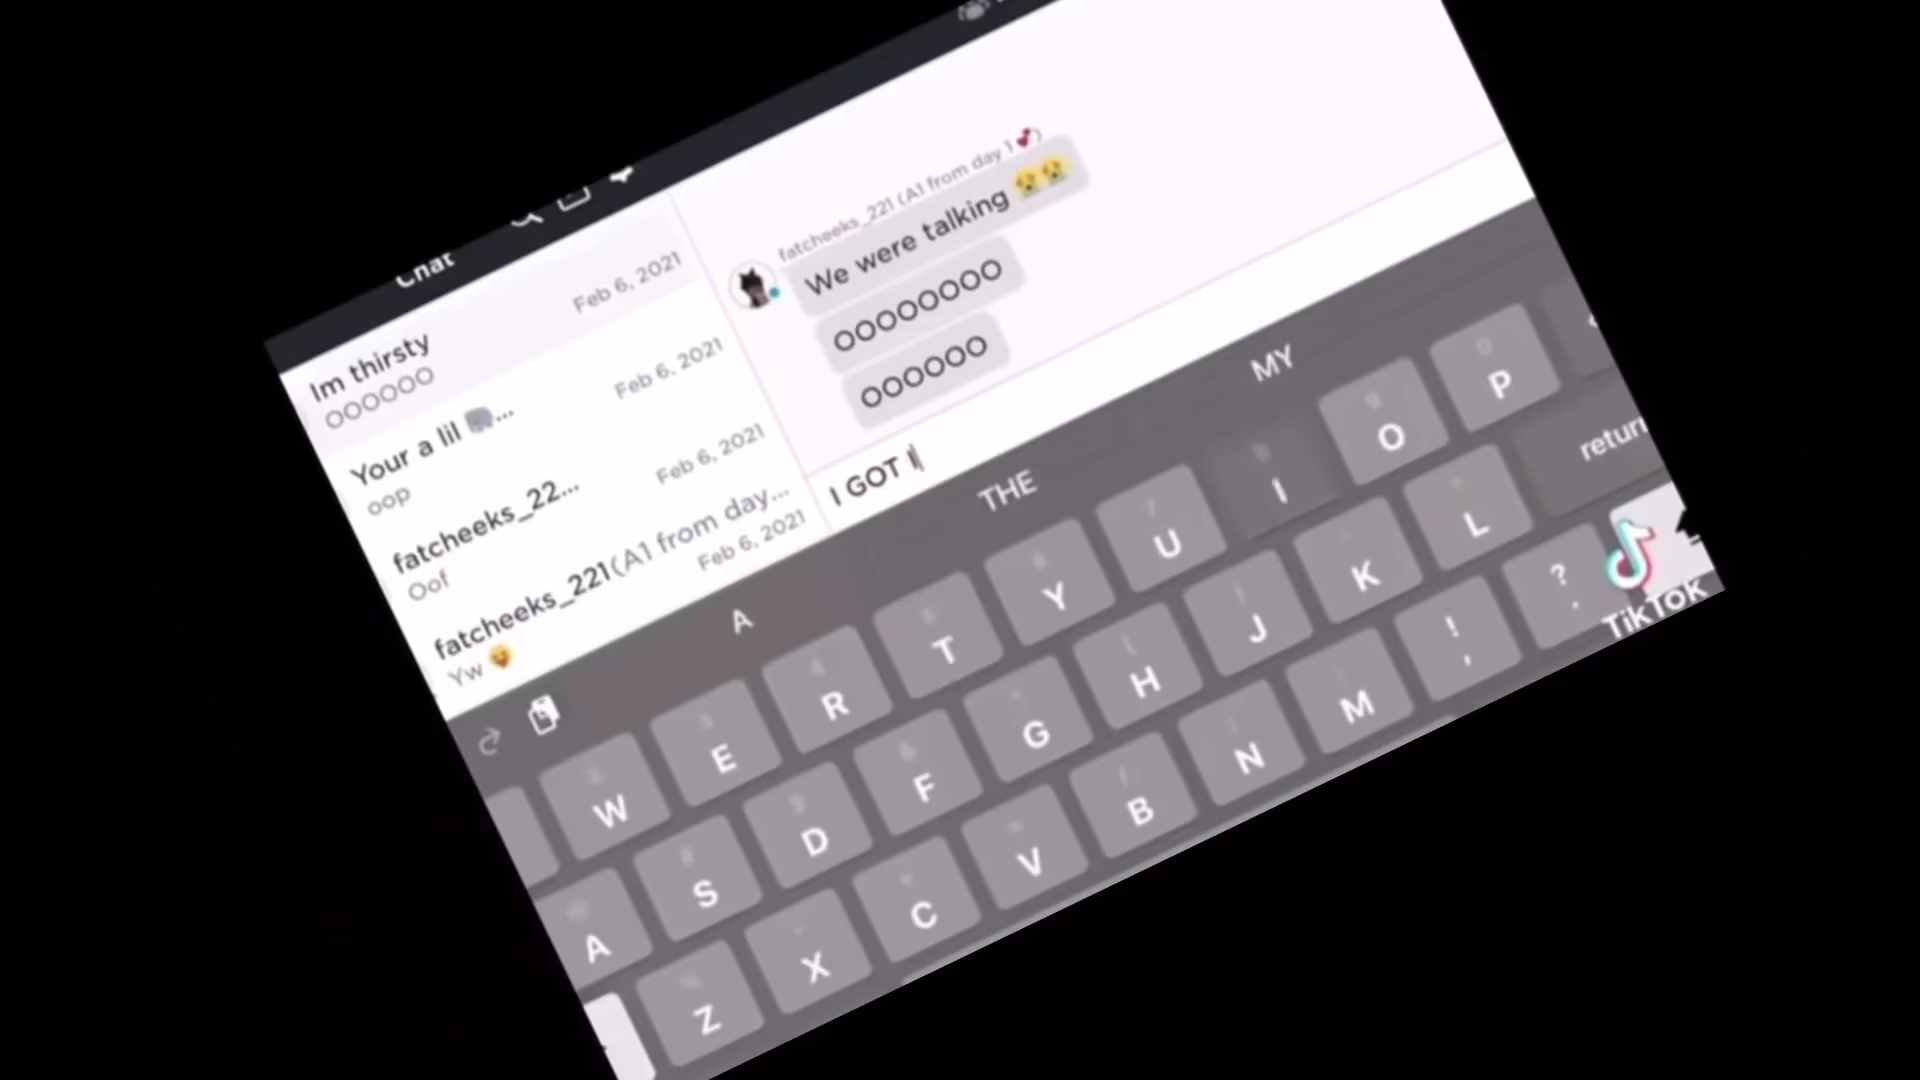 Chat
Im thirsty
Feb 6, 2021
OOOOOO
Your a lil 🐘...
Feb 6, 2021
oop
fatcheeks_22...
Feb 6, 2021
Oof
fatcheeks_221(A1 from day...
Feb 6, 2021
Yw 😝
fatcheeks_221 (A1 from day 1 💞)
We were talking 😭😭
OOOOOOOO
OOOOOO
I GOT I
A
THE
MY
W E R T Y U I O P
A S D F G H J K L return
Z X C V B N M ! , ? .
TikTok